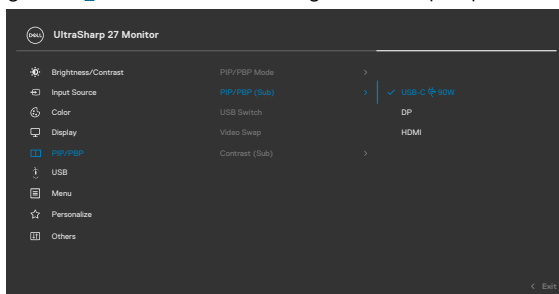 DELL UltraSharp 27 Monitor
Brightness/Contrast PIP/PBP Mode
Input Source PIP/PBP (Sub) USB-C 90W
Color USB Switch DP
Display Video Swap HDMI
PIP/PBP Contrast (Sub)
USB
Menu
Personalize
Others
Exit